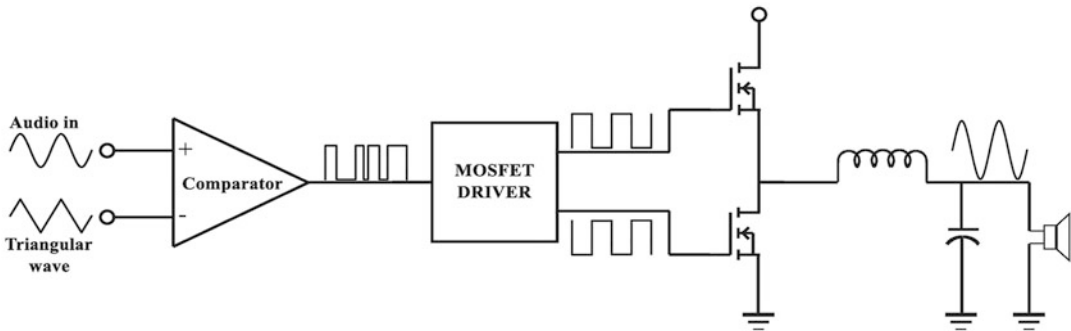 Audio in
+
Comparator
-
Triangular
wave
MOSFET
DRIVER